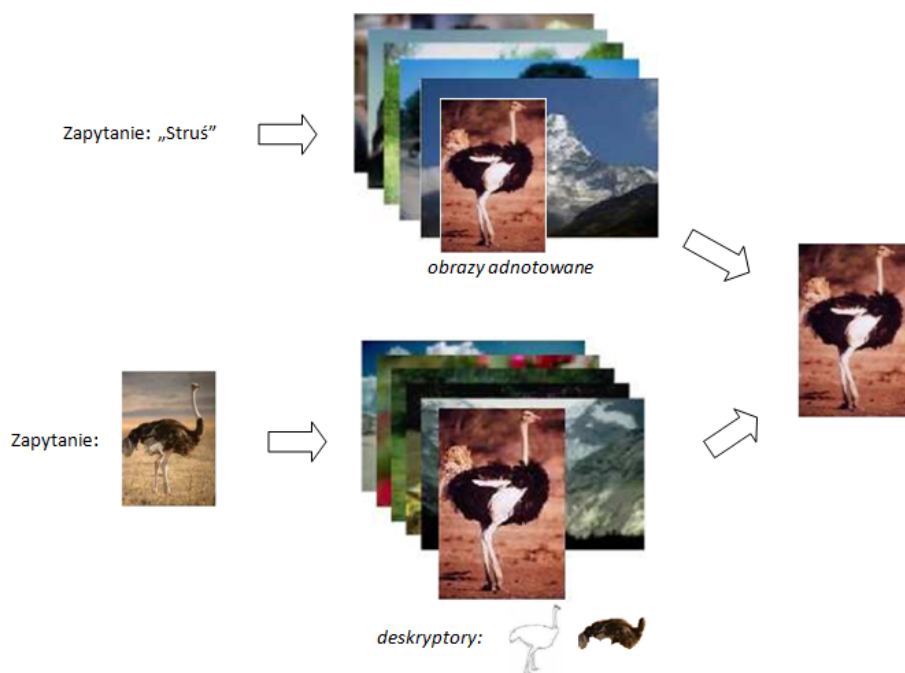 Zapytanie: „Struś”
obrazy adnotowane
Zapytanie:
deskryptory: